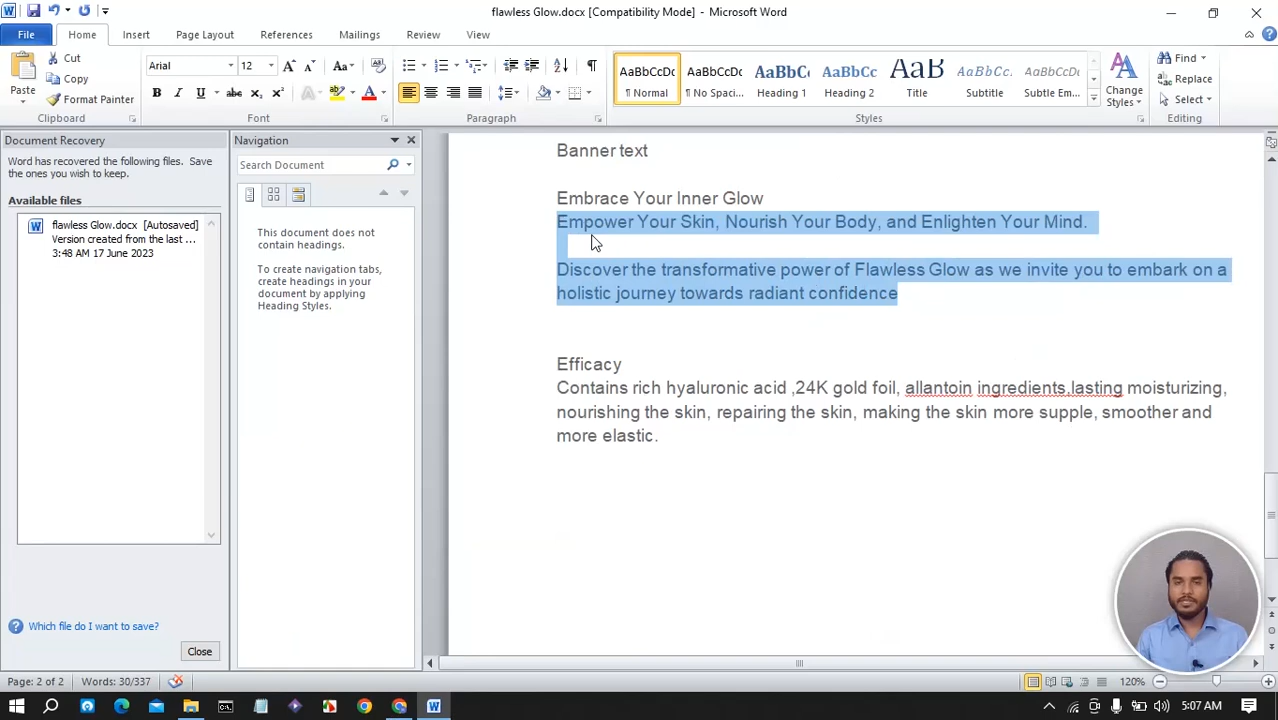 flawless Glow.docx [Compatibility Mode] - Microsoft Word
File Home Insert Page Layout References Mailings Review View
Paste
Cut
Copy
Format Painter
Clipboard
Arial 12
Font
Paragraph
AaBbCcDc AaBbCcDc AaBbCc AaBbCc AaB AaBbCcDc AaBbCcDc
¶ Normal ¶ No Spaci... Heading 1 Heading 2 Title Subtitle Subtle Em...
Change
Styles
Styles
Find
Replace
Select
Editing
Document Recovery
Word has recovered the following files. Save
the ones you wish to keep.
Available files
flawless Glow.docx [Autosaved]
Version created from the last ...
3:48 AM 17 June 2023
Which file do I want to save?
Close
Navigation
Search Document
This document does not
contain headings.
To create navigation tabs,
create headings in your
document by applying
Heading Styles.
Banner text
Embrace Your Inner Glow
Empower Your Skin, Nourish Your Body, and Enlighten Your Mind.
Discover the transformative power of Flawless Glow as we invite you to embark on a
holistic journey towards radiant confidence
Efficacy
Contains rich hyaluronic acid ,24K gold foil, allantoin ingredients,lasting moisturizing,
nourishing the skin, repairing the skin, making the skin more supple, smoother and
more elastic.
Page: 2 of 2 Words: 30/337
120%
5:07 AM